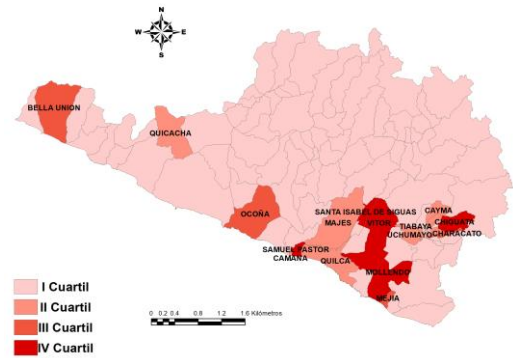 N
W E
S
BELLA UNION
QUICACHA
OCOÑA
SANTA ISABEL DE SIGUAS
CAYMA
MAJES
VITOR
CHIGUATA
TIABAYA
UCHUMAYO
CHARACATO
SAMUEL PASTOR
CAMANA
QUILCA
MOLLENDO
MEJIA
I Cuartil
II Cuartil
III Cuartil
IV Cuartil
0 0.2 0.4 0.8 1.2 1.6 Kilómetros